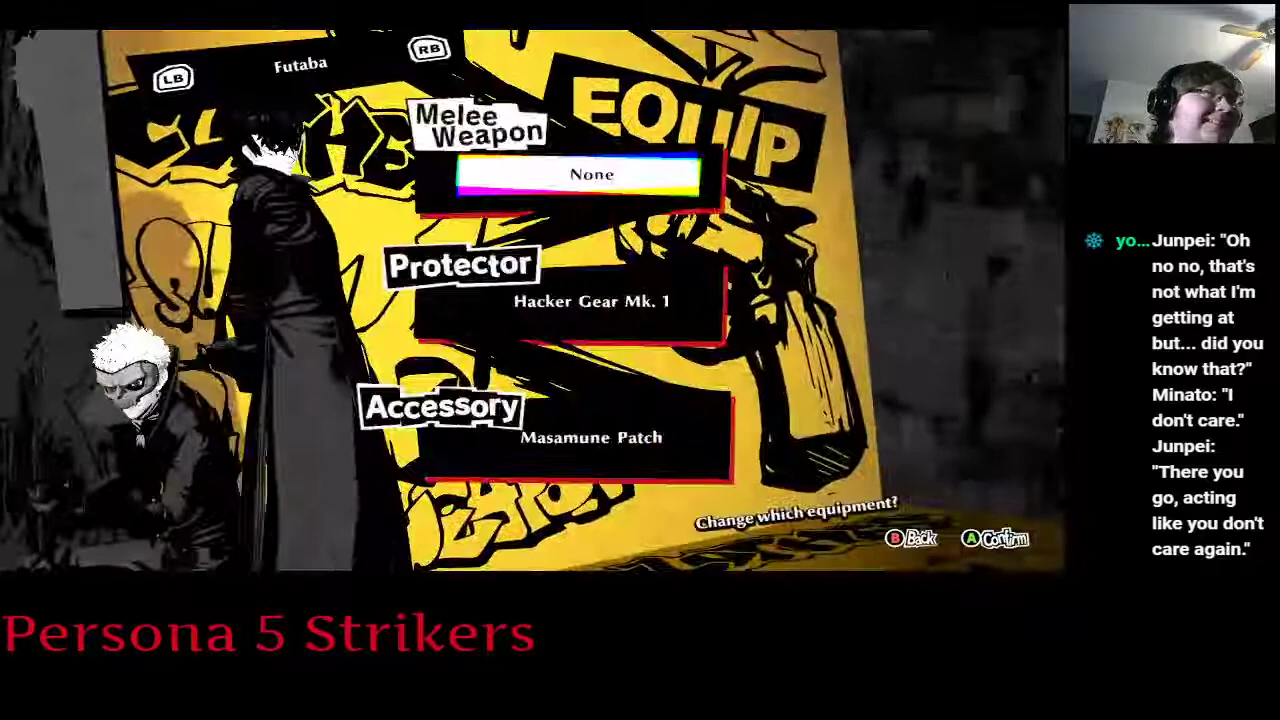 LB
Futaba
RB
EQUIP
Melee
Weapon
None
Protector
Hacker Gear Mk. 1
Accessory
Masamune Patch
Change which equipment?
B Back
A Confirm
yo... Junpei: "Oh
no no, that's
not what I'm
getting at
but... did you
know that?"
Minato: "I
don't care."
Junpei:
"There you
go, acting
like you don't
care again."
Persona 5 Strikers